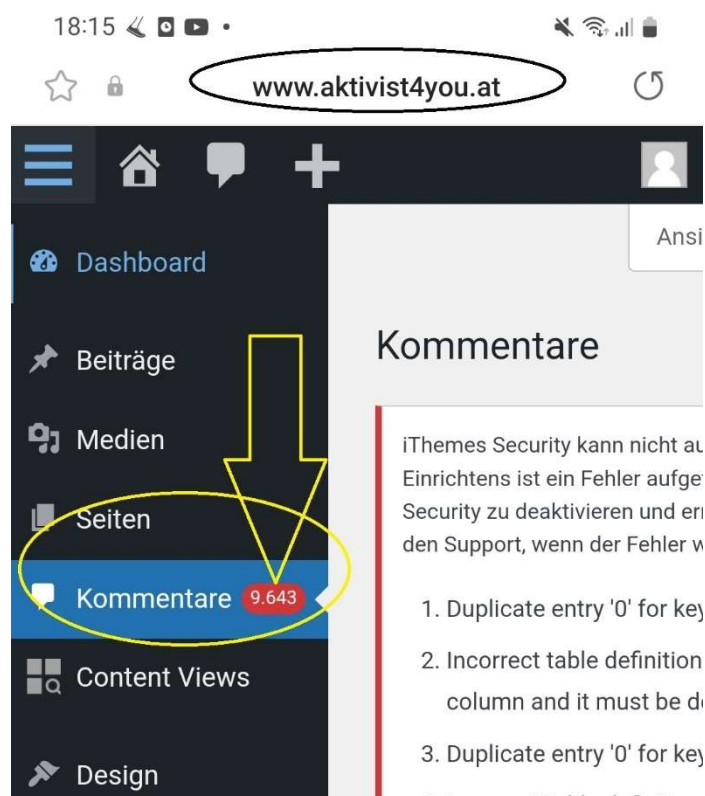 18:15
www.aktivist4you.at
Ansi
Dashboard
Kommentare
Beiträge
Medien
iThemes Security kann nicht au
Einrichtens ist ein Fehler aufge
Seiten
Security zu deaktivieren und er
den Support, wenn der Fehler w
Kommentare 9.643
1. Duplicate entry '0' for key
2. Incorrect table definition
Content Views
column and it must be de
3. Duplicate entry '0' for key
Design